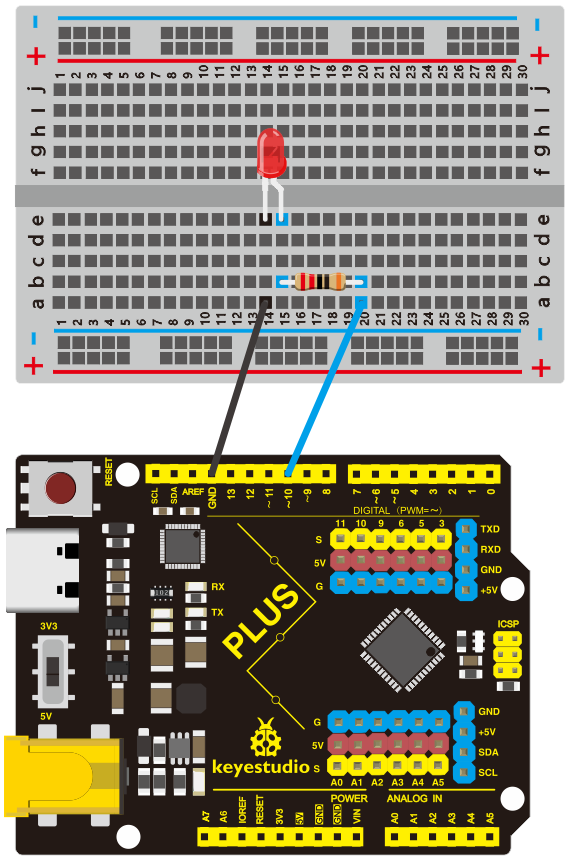 - -
+ +
1 2 3 4 5 6 7 8 9 10 11 12 13 14 15 16 17 18 19 20 21 22 23 24 25 26 27 28 29 30
j j
i i
h h
g g
f f
e e
d d
c c
b b
a a
1 2 3 4 5 6 7 8 9 10 11 12 13 14 15 16 17 18 19 20 21 22 23 24 25 26 27 28 29 30
- -
+ +
RESET
SCL SDA AREF GND 13 12 ~11 ~10 ~9 8 7 ~6 ~5 4 ~3 2 1 0
DIGITAL (PWM=~)
11 10 9 6 5 3
S
5V
G
TXD
RXD
GND
+5V
RX
TX
1002
PLUS
ICSP
3V3
5V
G
5V
S
A0 A1 A2 A3 A4 A5
GND
+5V
SDA
SCL
keyestudio
POWER ANALOG IN
A7 A6 IOREF RESET 3V3 5V GND GND VIN A0 A1 A2 A3 A4 A5